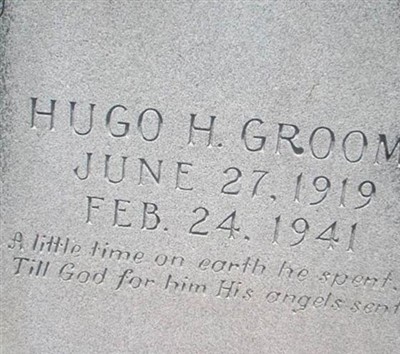 HUGO H. GROOM
JUNE 27, 1919
FEB. 24, 1941
A little time on earth he spent,
Till God for him His angels sent